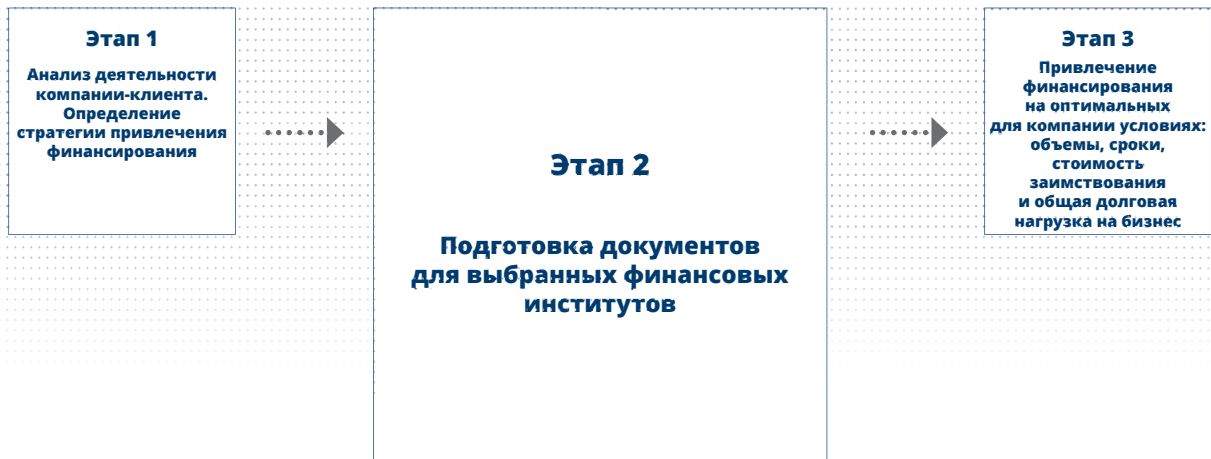 Этап 1
Анализ деятельности
компании-клиента.
Определение
стратегии привлечения
финансирования
Этап 2
Подготовка документов
для выбранных финансовых
институтов
Этап 3
Привлечение
финансирования
на оптимальных
для компании условиях:
объемы, сроки,
стоимость
заимствования
и общая долговая
нагрузка на бизнес